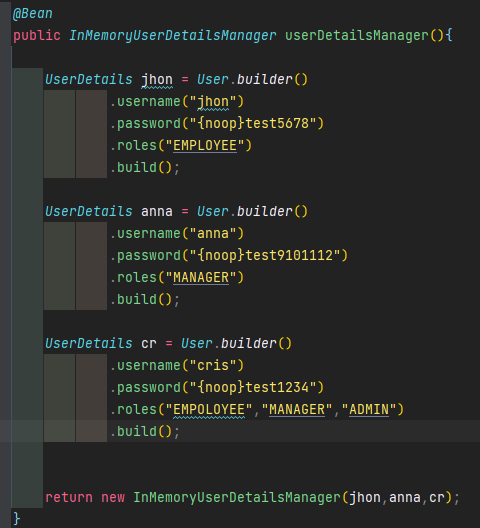 @Bean
public InMemoryUserDetailsManager userDetailsManager(){
UserDetails jhon = User.builder()
.username("jhon")
.password("{noop}test5678")
.roles("EMPLOYEE")
.build();
UserDetails anna = User.builder()
.username("anna")
.password("{noop}test9101112")
.roles("MANAGER")
.build();
UserDetails cr = User.builder()
.username("cris")
.password("{noop}test1234")
.roles("EMPOLOYEE","MANAGER","ADMIN")
.build();
return new InMemoryUserDetailsManager(jhon,anna,cr);
}